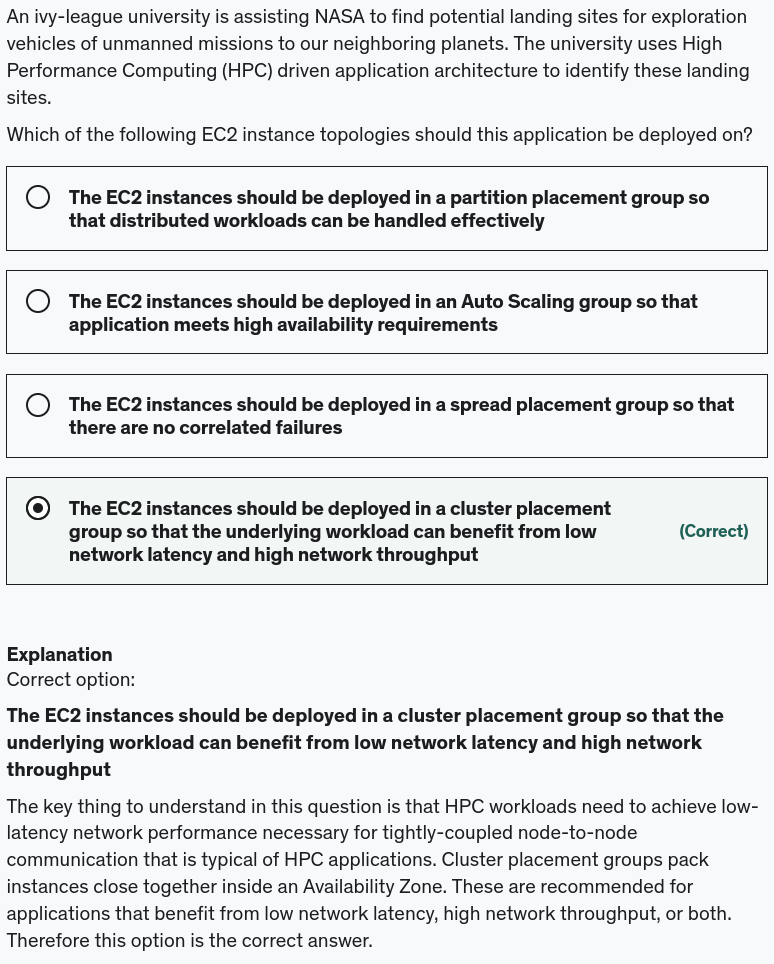 An ivy-league university is assisting NASA to find potential landing sites for exploration
vehicles of unmanned missions to our neighboring planets. The university uses High
Performance Computing (HPC) driven application architecture to identify these landing
sites.
Which of the following EC2 instance topologies should this application be deployed on?
The EC2 instances should be deployed in a partition placement group so
that distributed workloads can be handled effectively
The EC2 instances should be deployed in an Auto Scaling group so that
application meets high availability requirements
The EC2 instances should be deployed in a spread placement group so that
there are no correlated failures
The EC2 instances should be deployed in a cluster placement
group so that the underlying workload can benefit from low
network latency and high network throughput
(Correct)
Explanation
Correct option:
The EC2 instances should be deployed in a cluster placement group so that the
underlying workload can benefit from low network latency and high network
throughput
The key thing to understand in this question is that HPC workloads need to achieve low-
latency network performance necessary for tightly-coupled node-to-node
communication that is typical of HPC applications. Cluster placement groups pack
instances close together inside an Availability Zone. These are recommended for
applications that benefit from low network latency, high network throughput, or both.
Therefore this option is the correct answer.